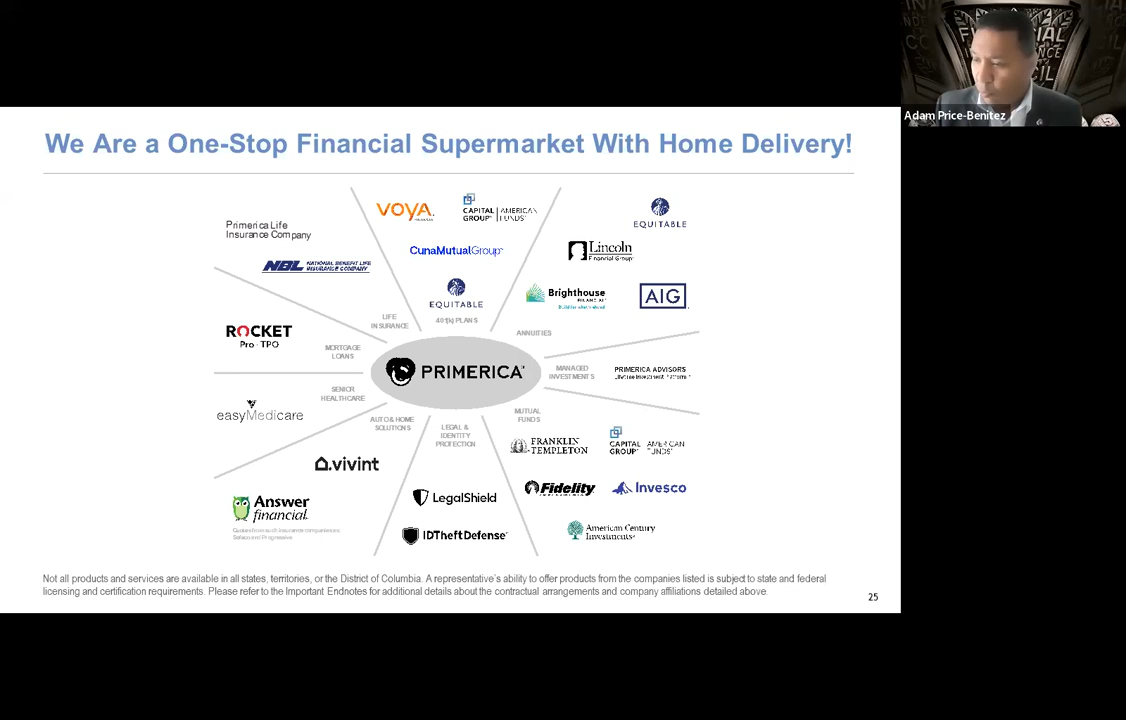 Adam Price-Benitez
We Are a One-Stop Financial Supermarket With Home Delivery!
Primerica Life
Insurance Company
NBL NATIONAL BENEFIT LIFE
INSURANCE COMPANY
LIFE
INSURANCE
VOYA
CAPITAL GROUP | AMERICAN FUNDS
CunaMutualGroup
EQUITABLE
401(k) PLANS
EQUITABLE
Lincoln
Financial Group
Brighthouse
FINANCIAL
AIG
ANNUITIES
ROCKET
Pro · TPO
MORTGAGE
LOANS
PRIMERICA
MANAGED
INVESTMENTS
PRIMERICA ADVISORS
SENIOR
HEALTHCARE
easyMedicare
AUTO & HOME
SOLUTIONS
vivint
Answer
financial
LEGAL &
IDENTITY
PROTECTION
LegalShield
IDTheftDefense
MUTUAL
FUNDS
FRANKLIN
TEMPLETON
CAPITAL GROUP | AMERICAN FUNDS
Fidelity
Invesco
American Century
Investments
Not all products and services are available in all states, territories, or the District of Columbia. A representative's ability to offer products from the companies listed is subject to state and federal
licensing and certification requirements. Please refer to the Important Endnotes for additional details about the contractual arrangements and company affiliations detailed above.
25